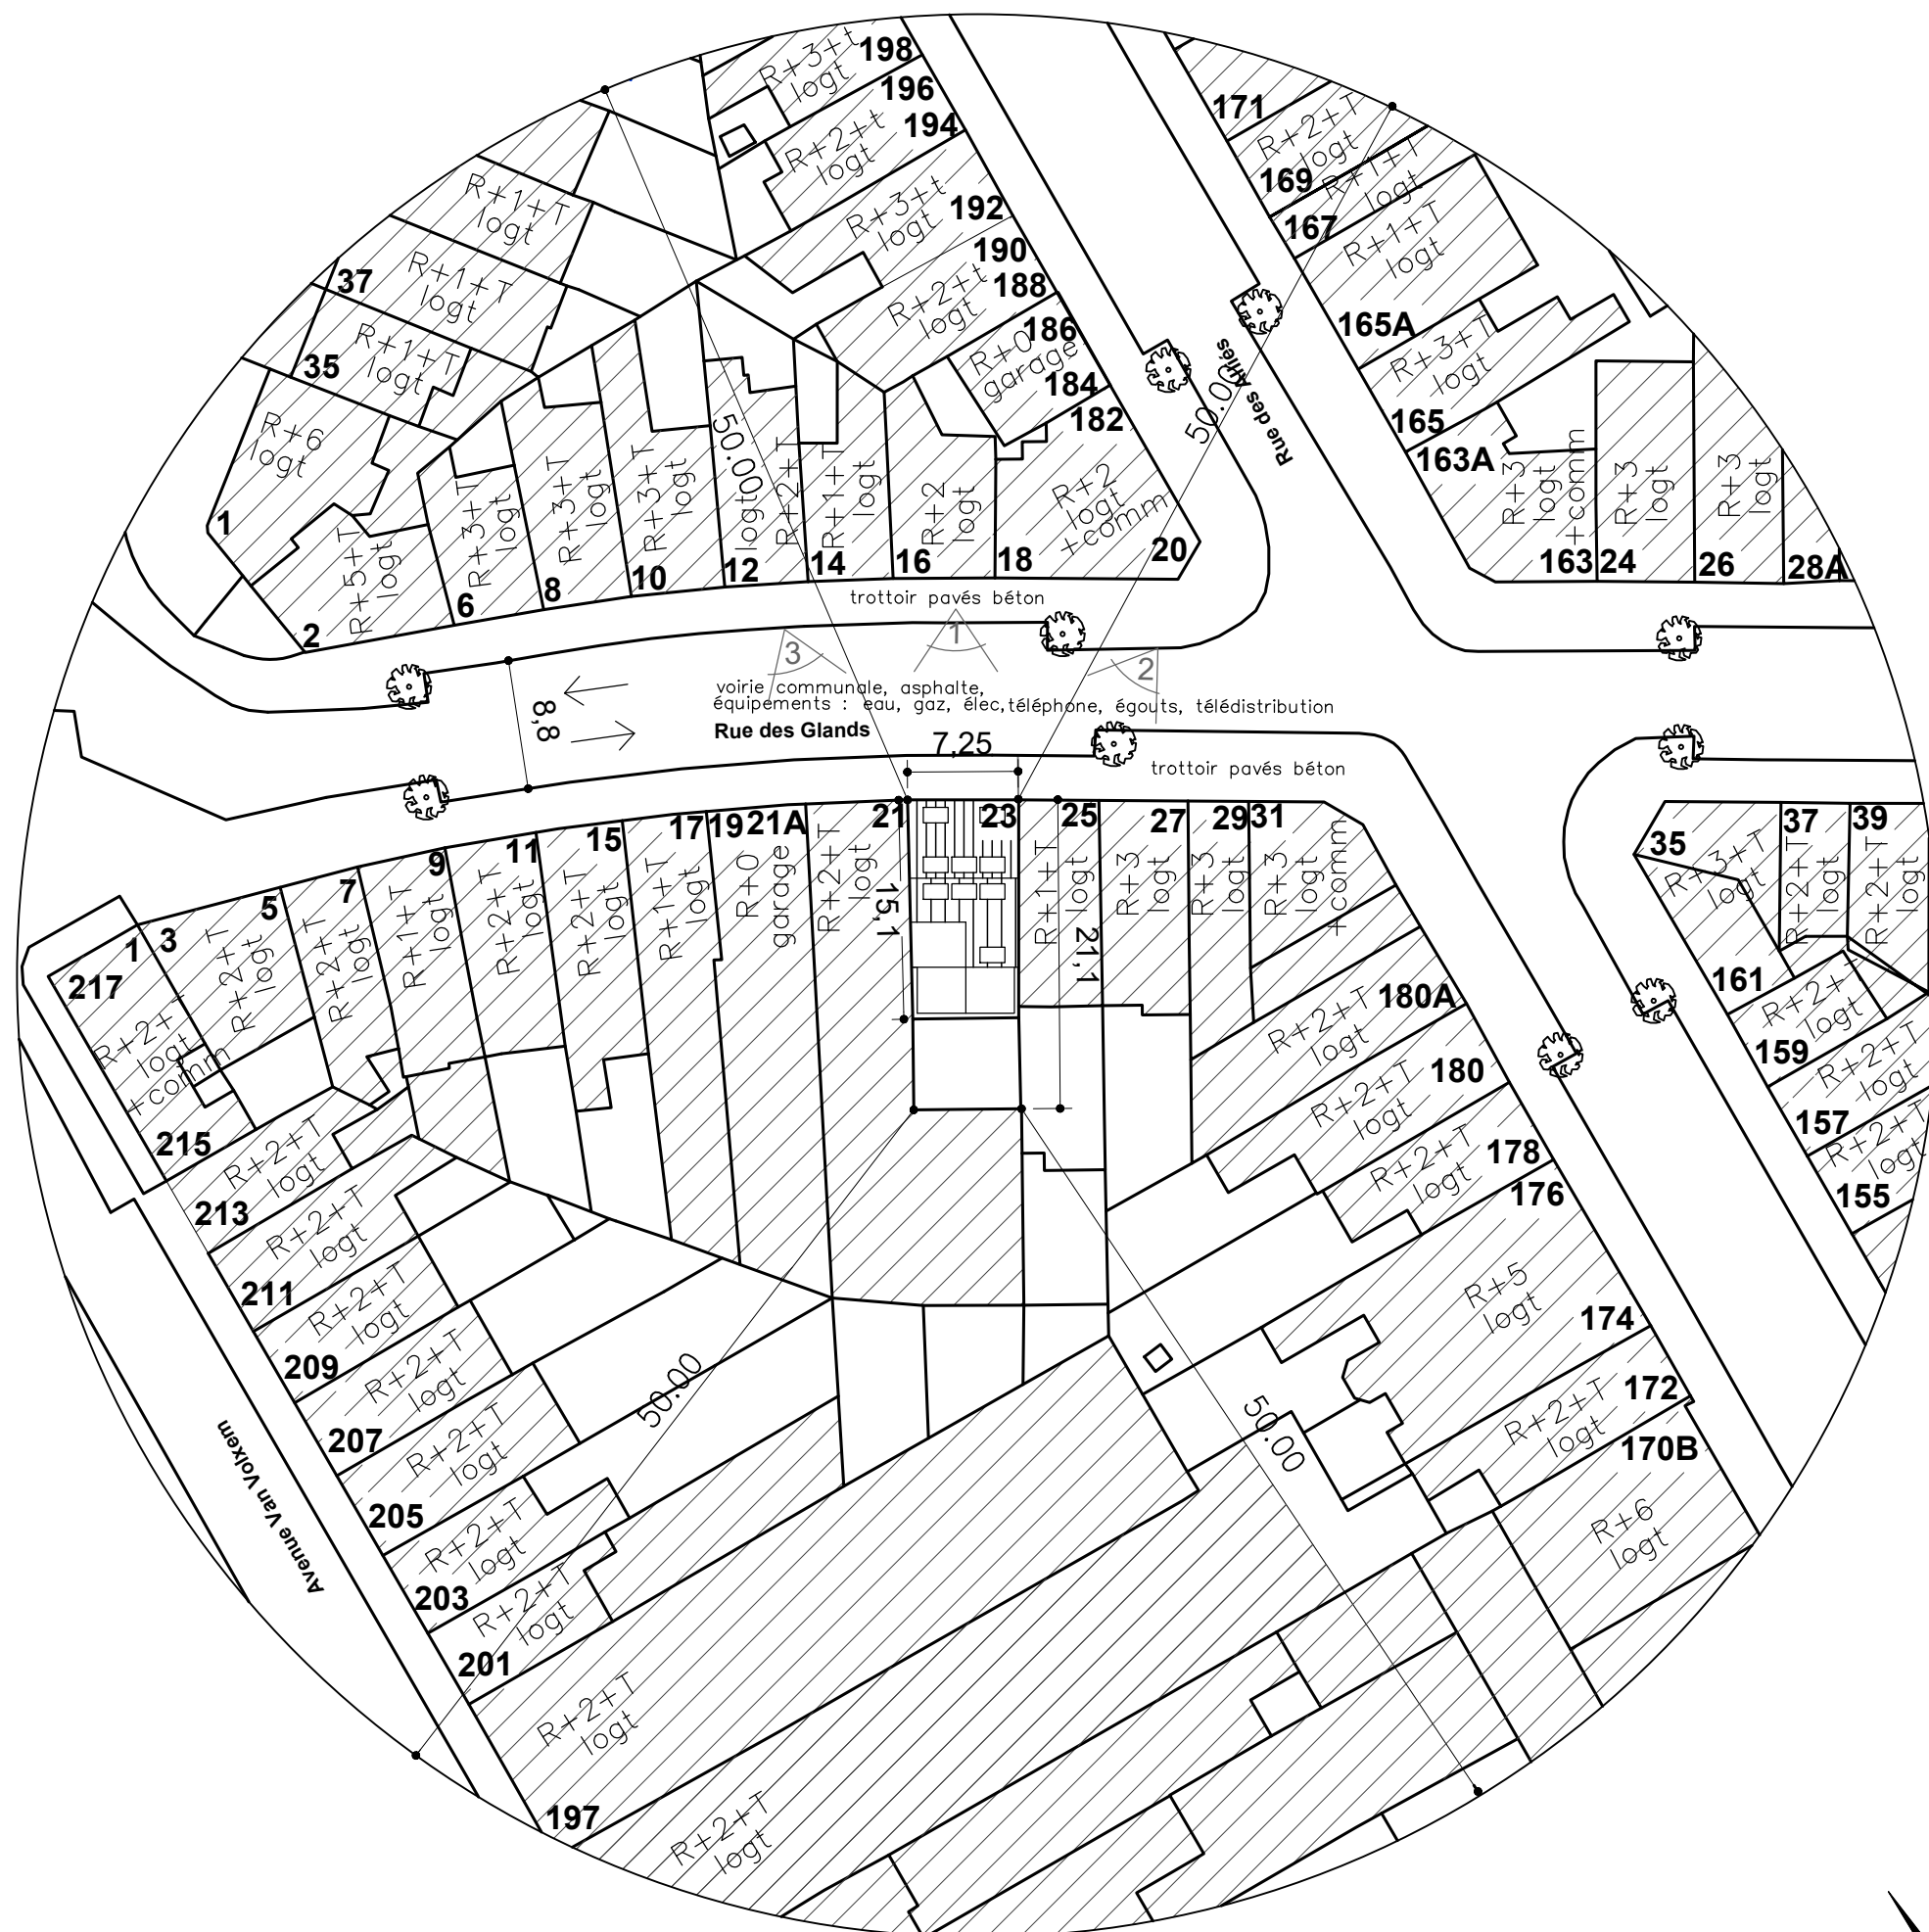 R+3+t
logt
198
196
R+2+t
logt
194
R+3+t
logt
192
190
188
R+2+t
logt
186
R+0
garage
184
182
R+2
logt
+comm
20
171
R+2+T
logt
169
R+1+T
logt
167
R+1+T
logt
165A
R+3+T
logt
165
163A
R+3
logt
+comm
163
24
R+3
logt
26
R+3
logt
28A
R+1+T
logt
37
R+1+T
logt
35
R+1+T
logt
R+6
logt
1
2
R+5+T
logt
6
R+3+T
logt
8
R+3+T
logt
10
R+3+T
logt
12
logt
R+2+T
14
R+1+T
logt
16
R+2
logt
18
50.00
50.00
Rue des Alliés
trottoir pavés béton
1
2
3
voirie communale, asphalte,
équipements : eau, gaz, élec,téléphone, égouts, télédistribution
Rue des Glands
8,8
7,25
trottoir pavés béton
217
1
3
5
7
9
11
15
17
19
21A
21
23
25
27
29
31
R+2+
logt
+comm
R+2+T
logt
R+2+T
logt
R+1+T
logt
R+2+T
logt
R+2+T
logt
R+1+T
logt
R+0
garage
R+2+T
logt
15,1
R+1+T
logt
21,1
R+3
logt
R+3
R+3
logt
+comm
35
R+3+T
logt
37
R+2+T
logt
39
R+2+T
logt
161
R+2+
logt
159
R+2+T
logt
157
R+2+T
logt
155
180A
R+2+T
logt
180
R+2+T
logt
178
R+2+T
logt
176
R+5
logt
174
172
R+2+T
logt
170B
R+6
logt
215
R+2+T
logt
213
R+2+T
logt
211
R+2+T
logt
209
R+2+T
logt
207
R+2+T
logt
205
R+2+T
logt
203
R+2+T
logt
201
R+2+T
logt
197
R+2+T
logt
50.00
50.00
Avenue Van Volxem